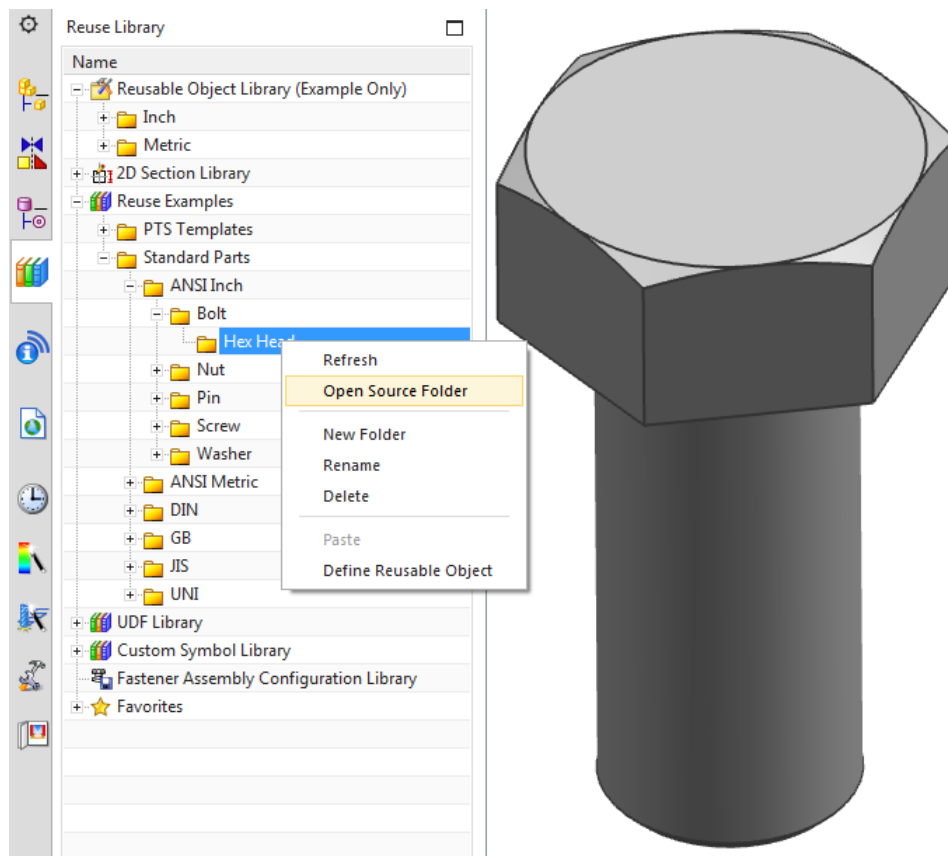 Reuse Library
Name
Reusable Object Library (Example Only)
Inch
Metric
2D Section Library
Reuse Examples
PTS Templates
Standard Parts
ANSI Inch
Bolt
Hex Head
Nut
Pin
Screw
Washer
ANSI Metric
DIN
GB
JIS
UNI
UDF Library
Custom Symbol Library
Fastener Assembly Configuration Library
Favorites
Refresh
Open Source Folder
New Folder
Rename
Delete
Paste
Define Reusable Object